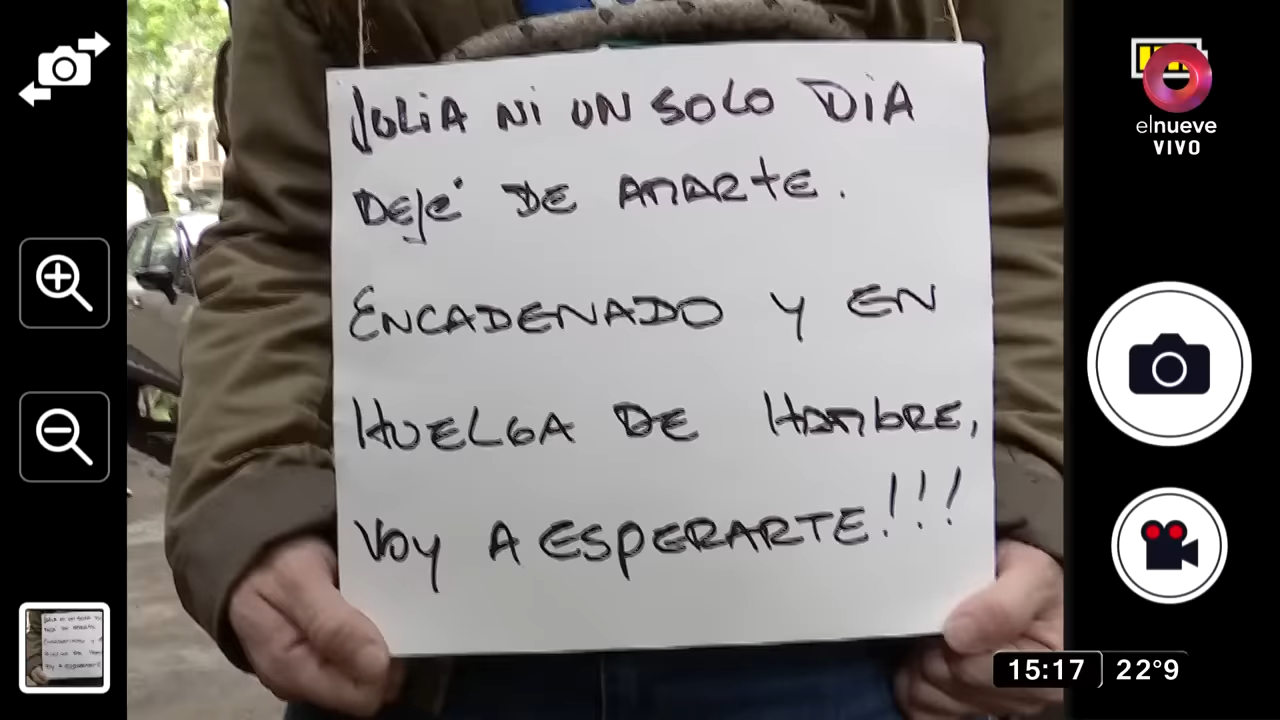 JULIA NI UN SOLO DIA
DEJÉ DE AMARTE.
ENCADENADO Y EN
HUELGA DE HAMBRE,
VOY A ESPERARTE!!!
elnueve
VIVO
15:17 22°9